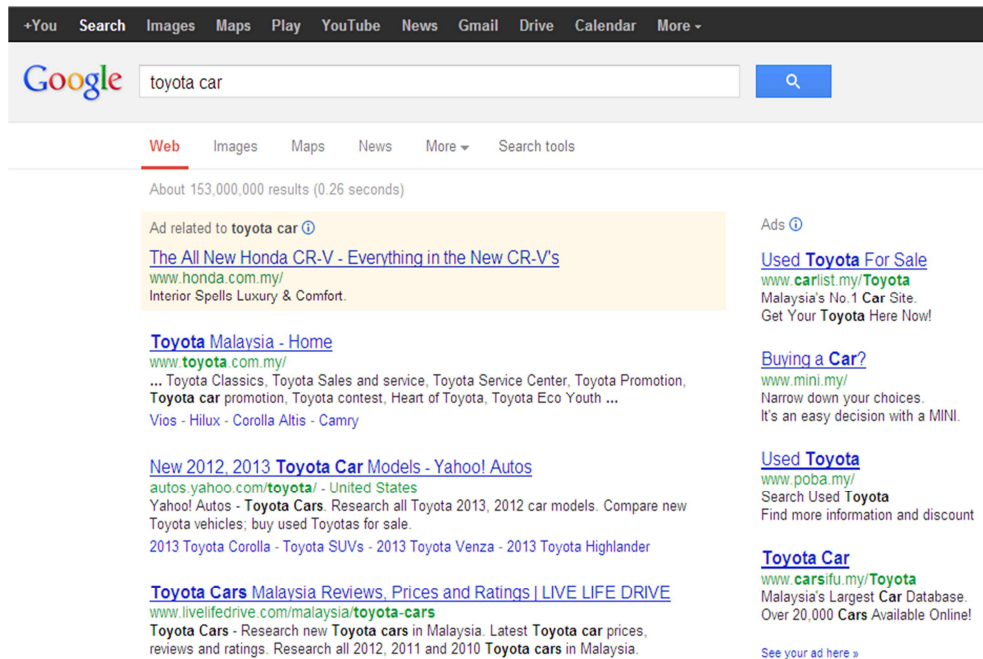 +You Search Images Maps Play YouTube News Gmail Drive Calendar More
Google toyota car
Web Images Maps News More Search tools
About 153,000,000 results (0.26 seconds)
Ad related to toyota car
The All New Honda CR-V - Everything in the New CR-V's
www.honda.com.my/
Interior Spells Luxury & Comfort.
Toyota Malaysia - Home
www.toyota.com.my/
... Toyota Classics, Toyota Sales and service, Toyota Service Center, Toyota Promotion,
Toyota car promotion, Toyota contest, Heart of Toyota, Toyota Eco Youth ...
Vios - Hilux - Corolla Altis - Camry
New 2012, 2013 Toyota Car Models - Yahoo! Autos
autos.yahoo.com/toyota/ - United States
Yahoo! Autos - Toyota Cars. Research all Toyota 2013, 2012 car models. Compare new
Toyota vehicles; buy used Toyotas for sale.
2013 Toyota Corolla - Toyota SUVs - 2013 Toyota Venza - 2013 Toyota Highlander
Toyota Cars Malaysia Reviews, Prices and Ratings | LIVE LIFE DRIVE
www.livelifedrive.com/malaysia/toyota-cars
Toyota Cars - Research new Toyota cars in Malaysia. Latest Toyota car prices,
reviews and ratings. Research all 2012, 2011 and 2010 Toyota cars in Malaysia.
Ads
Used Toyota For Sale
www.carlist.my/Toyota
Malaysia's No.1 Car Site.
Get Your Toyota Here Now!
Buying a Car?
www.mini.my/
Narrow down your choices.
It's an easy decision with a MINI.
Used Toyota
www.poba.my/
Search Used Toyota
Find more information and discount
Toyota Car
www.carsifu.my/Toyota
Malaysia's Largest Car Database.
Over 20,000 Cars Available Online!
See your ad here »